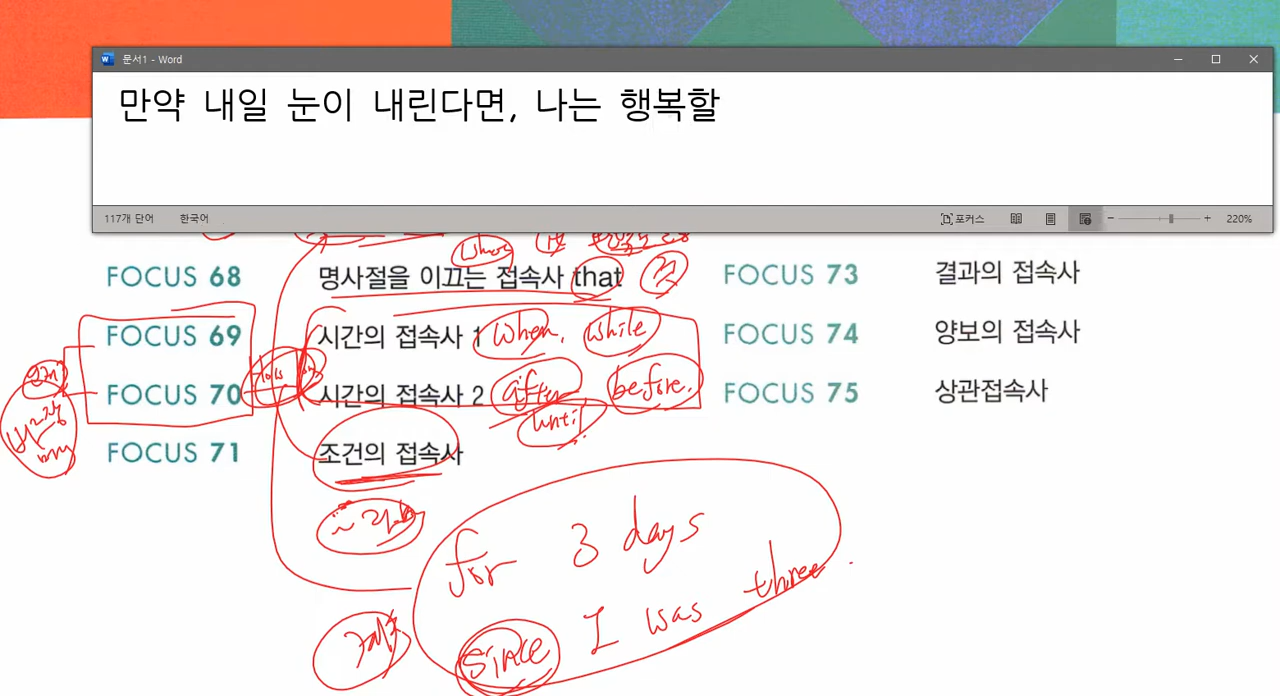 문서1 - Word
만약 내일 눈이 내린다면, 나는 행복할
117개 단어 한국어 포커스 220%
when
FOCUS 68 명사절을 이끄는 접속사 that 것 FOCUS 73 결과의 접속사
FOCUS 69 시간의 접속사 1 when, while FOCUS 74 양보의 접속사
FOCUS 70 시간의 접속사 2 after before. FOCUS 75 상관접속사
until
FOCUS 71 조건의 접속사
for 3 days
since I was three.